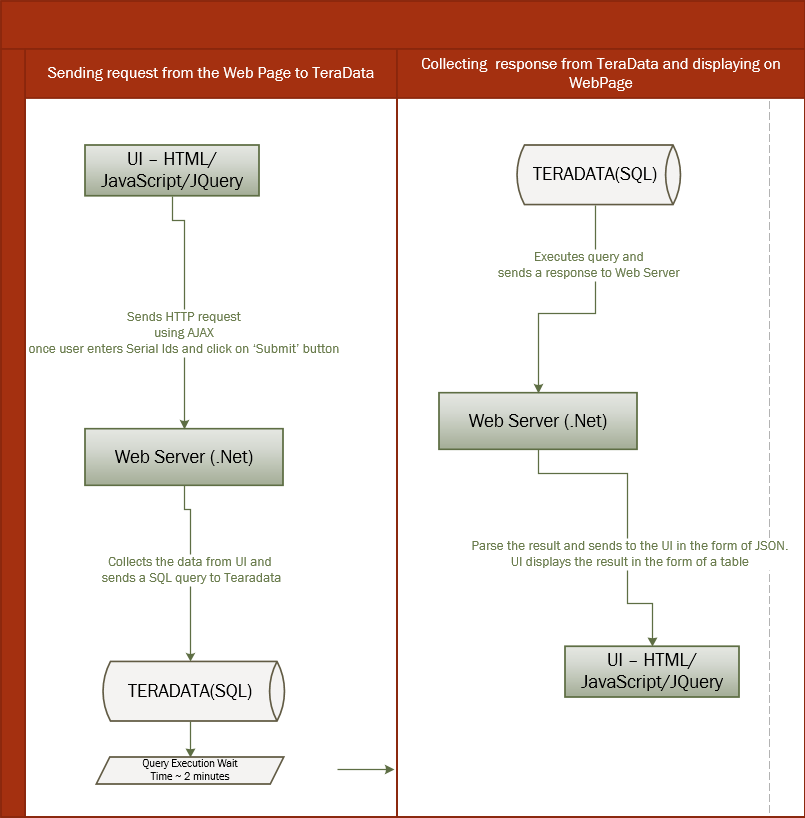 Sending request from the Web Page to TeraData
UI – HTML/
JavaScript/JQuery
Sends HTTP request
using AJAX
once user enters Serial Ids and click on ‘Submit’ button
Web Server (.Net)
Collects the data from UI and
sends a SQL query to Tearadata
TERADATA(SQL)
Query Execution Wait
Time ~ 2 minutes
Collecting  response from TeraData and displaying on
WebPage
TERADATA(SQL)
Executes query and
sends a response to Web Server
Web Server (.Net)
Parse the result and sends to the UI in the form of JSON.
UI displays the result in the form of a table
UI – HTML/
JavaScript/JQuery